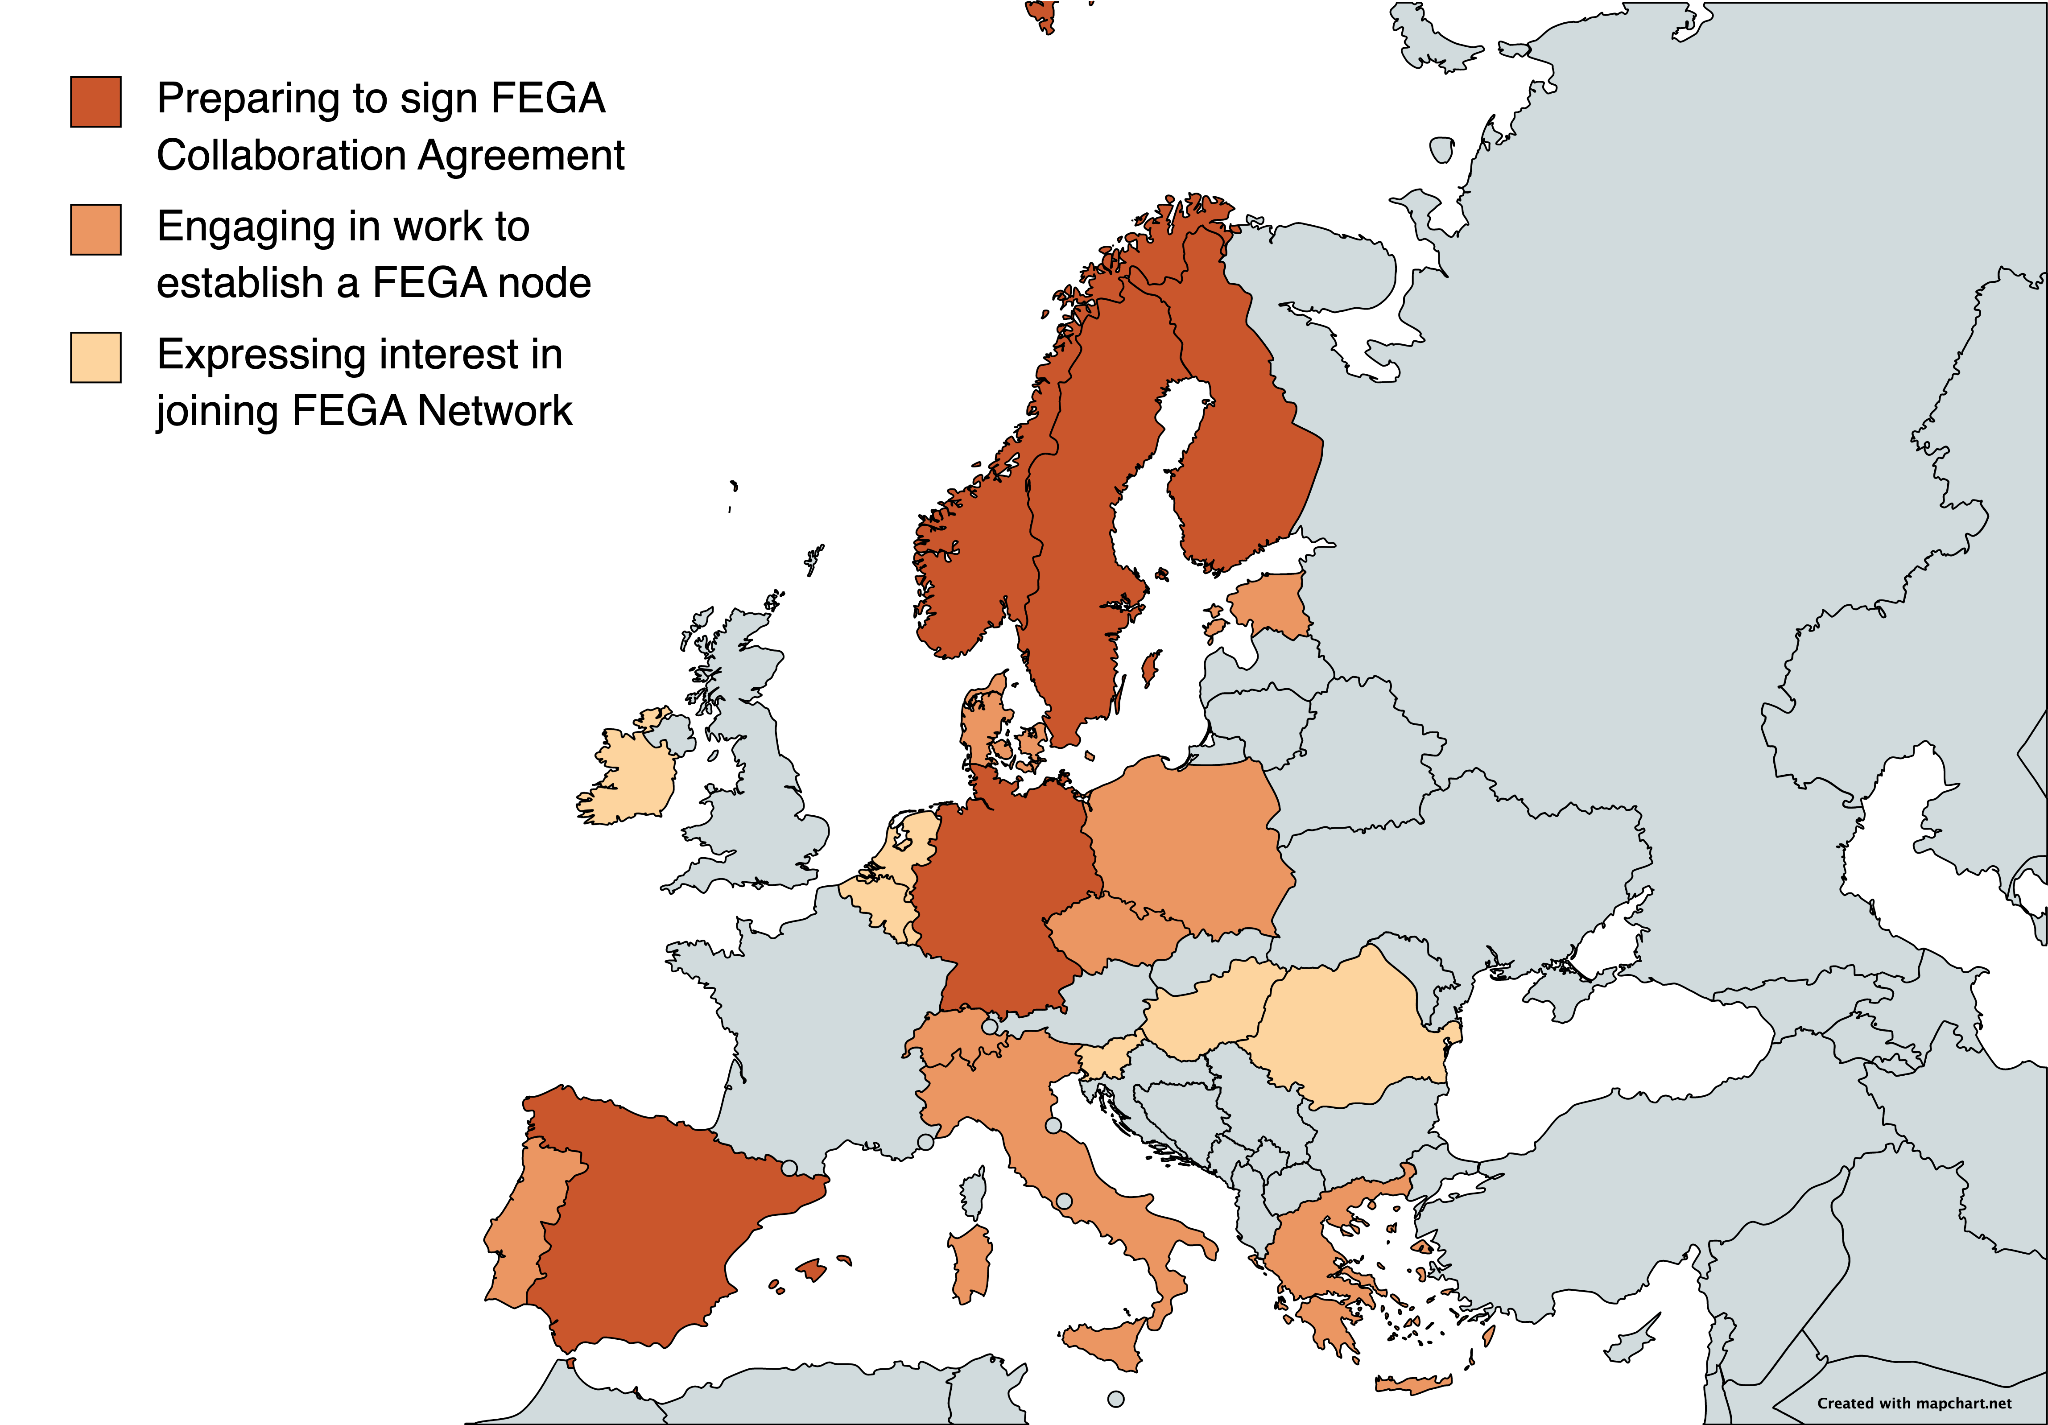 Preparing to sign FEGA
Collaboration Agreement
Engaging in work to
establish a FEGA node
Expressing interest in
joining FEGA Network
Created with mapchart.net